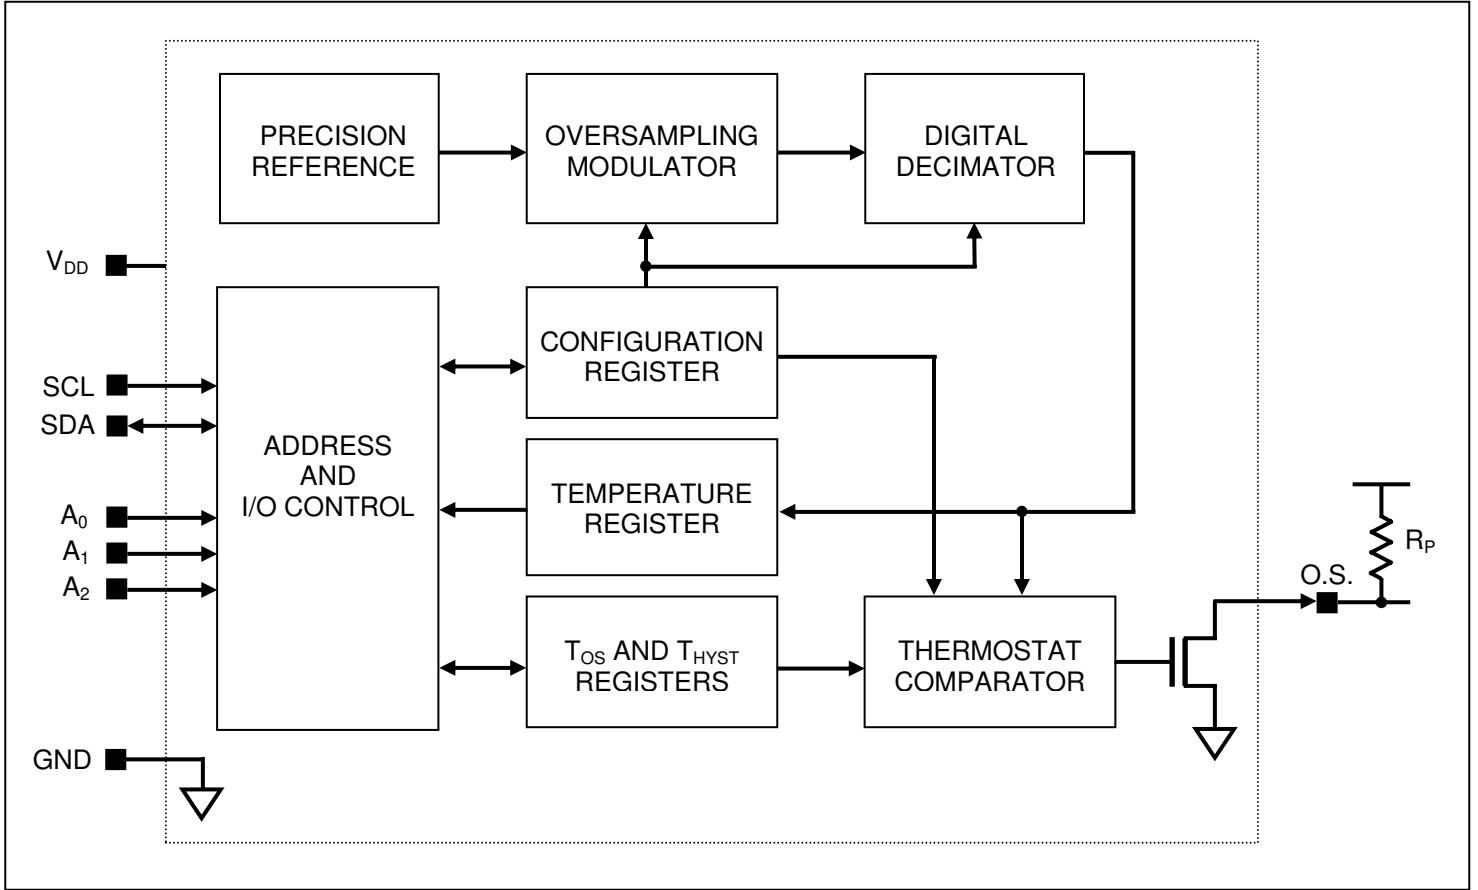 PRECISION
REFERENCE
OVERSAMPLING
MODULATOR
DIGITAL
DECIMATOR
VDD
SCL
SDA
A0
A1
A2
GND
ADDRESS
AND
I/O CONTROL
CONFIGURATION
REGISTER
TEMPERATURE
REGISTER
TOS AND THYST
REGISTERS
THERMOSTAT
COMPARATOR
O.S.
RP